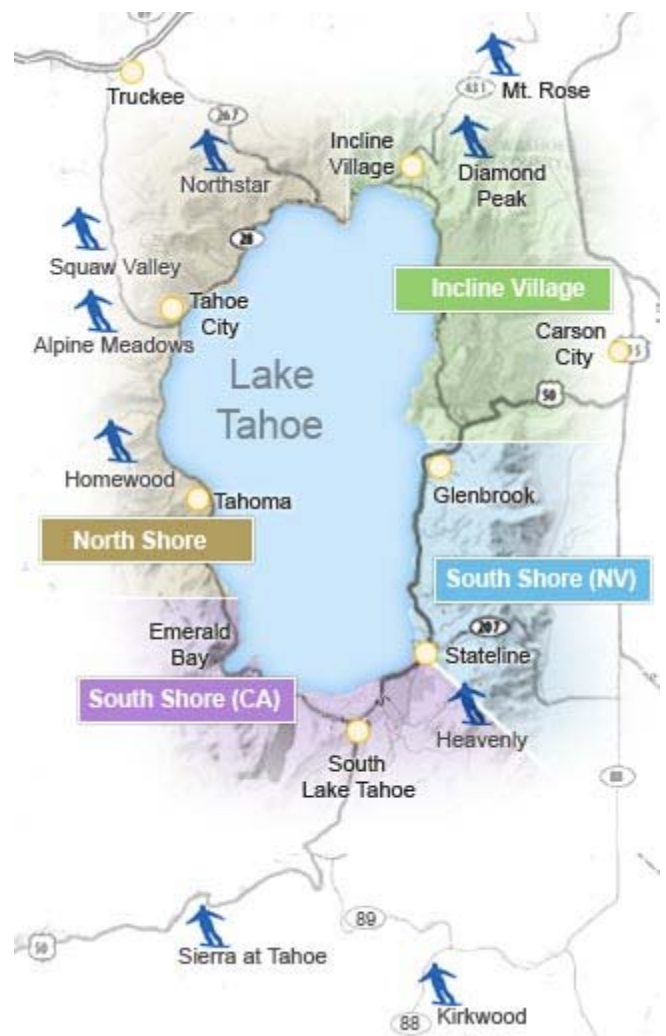 Truckee
Mt. Rose
431
267
Incline
Village
Diamond
Peak
Northstar
28
Squaw Valley
Incline Village
Tahoe
City
Carson
City
Alpine Meadows
Lake
Tahoe
50
Homewood
Glenbrook
Tahoma
North Shore
South Shore (NV)
Emerald
Bay
207
Stateline
South Shore (CA)
Heavenly
South
Lake Tahoe
88
89
50
Sierra at Tahoe
Kirkwood
88